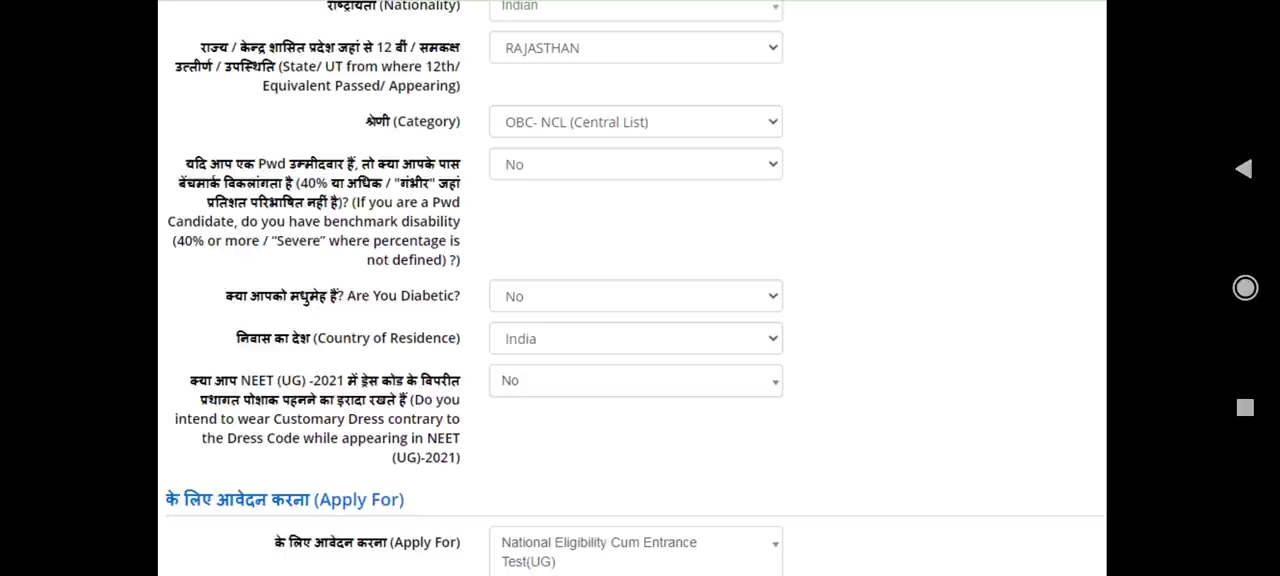 राष्ट्रीयता (Nationality)
Indian
राज्य / केन्द्र शासित प्रदेश जहां से 12 वीं / समकक्ष
उत्तीर्ण / उपस्थिति (State/ UT from where 12th/
Equivalent Passed/ Appearing)
RAJASTHAN
श्रेणी (Category)
OBC- NCL (Central List)
यदि आप एक Pwd उम्मीदवार हैं, तो क्या आपके पास
बेंचमार्क विकलांगता है (40% या अधिक / "गंभीर" जहां
प्रतिशत परिभाषित नहीं है)? (If you are a Pwd
Candidate, do you have benchmark disability
(40% or more / “Severe” where percentage is
not defined) ?)
No
क्या आपको मधुमेह हैं? Are You Diabetic?
No
निवास का देश (Country of Residence)
India
क्या आप NEET (UG) -2021 में ड्रेस कोड के विपरीत
प्रथागत पोशाक पहनने का इरादा रखते हैं (Do you
intend to wear Customary Dress contrary to
the Dress Code while appearing in NEET
(UG)-2021)
No
के लिए आवेदन करना (Apply For)
के लिए आवेदन करना (Apply For)
National Eligibility Cum Entrance
Test(UG)